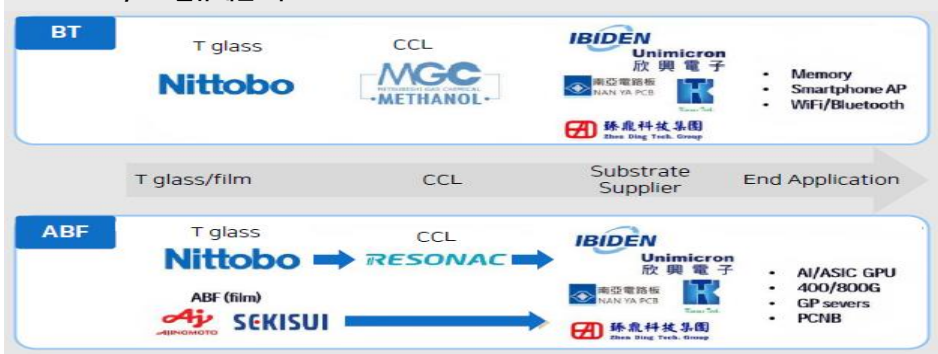 BT
T glass
CCL
IBIDEN
Unimicron
欣興電子
Nittobo
MGC
MITSUBISHI GAS CHEMICAL
·METHANOL·
南亞電路板
NAN YA PCB
臻鼎科技集團
Zhen Ding Tech. Group
• Memory
• Smartphone AP
• WiFi/Bluetooth
T glass/film
CCL
Substrate
Supplier
End Application
ABF
T glass
CCL
IBIDEN
Nittobo
RESONAC
Unimicron
欣興電子
ABF (film)
AJINOMOTO
SEKISUI
南亞電路板
NAN YA PCB
臻鼎科技集團
Zhen Ding Tech. Group
• AI/ASIC GPU
• 400/800G
• GP severs
• PCNB